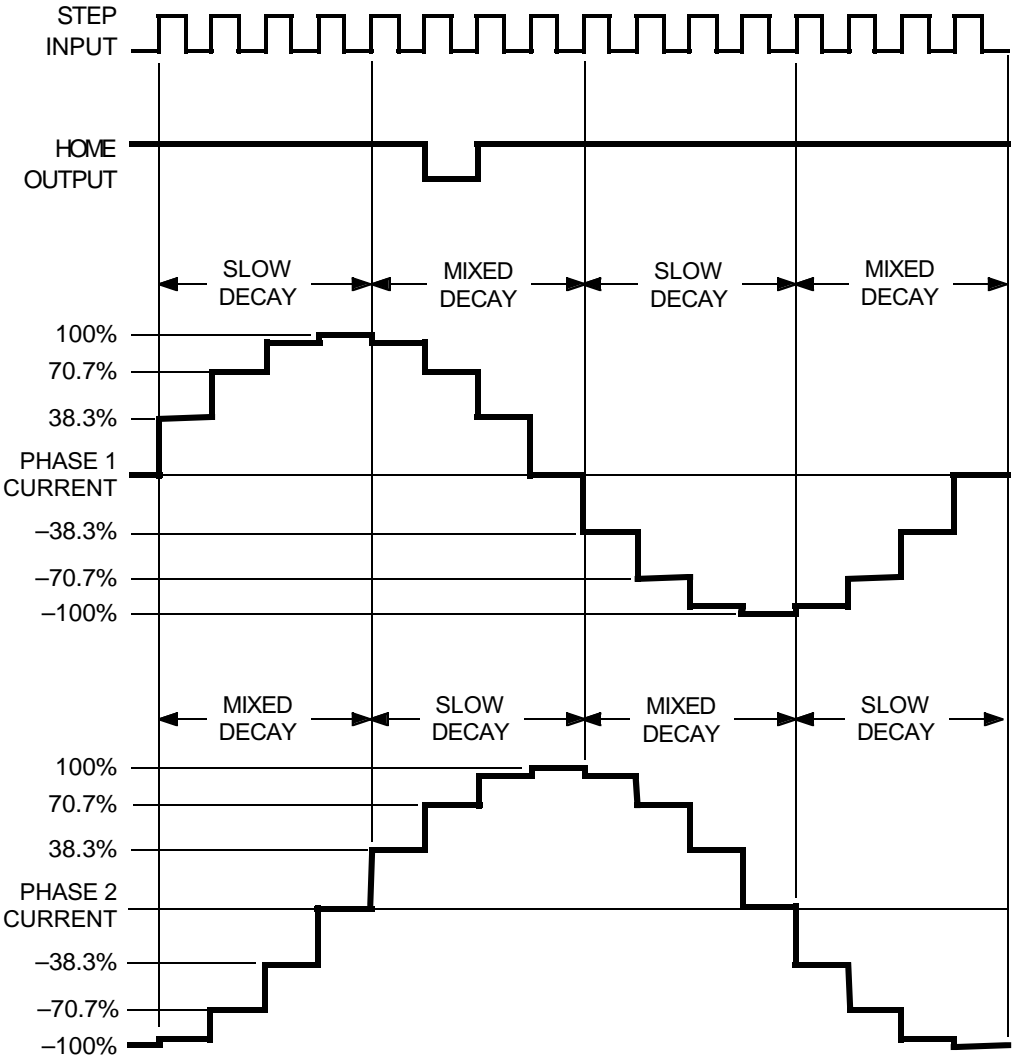 STEP
INPUT
HOME
OUTPUT
SLOW
DECAY
MIXED
DECAY
SLOW
DECAY
MIXED
DECAY
100%
70.7%
38.3%
PHASE 1
CURRENT
–38.3%
–70.7%
–100%
MIXED
DECAY
SLOW
DECAY
MIXED
DECAY
SLOW
DECAY
100%
70.7%
38.3%
PHASE 2
CURRENT
–38.3%
–70.7%
–100%